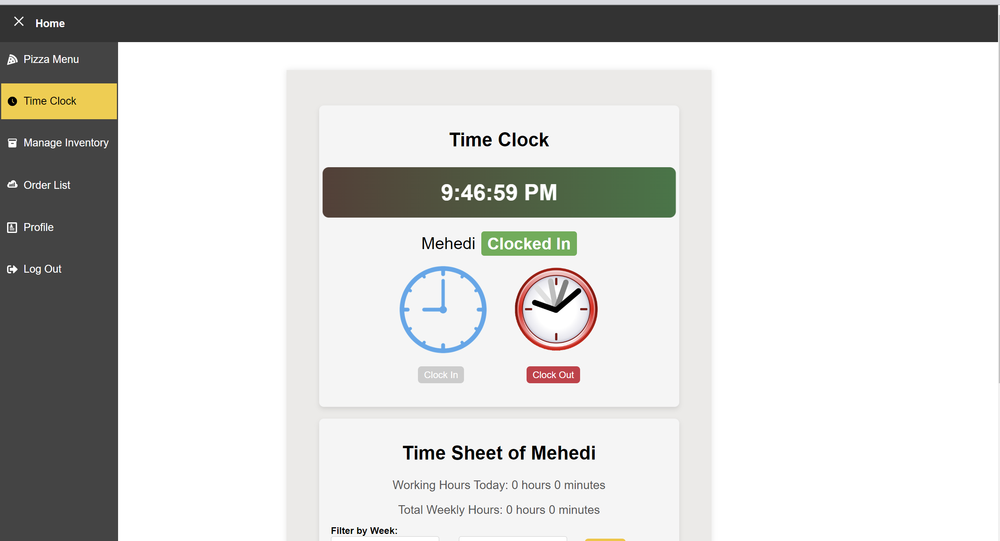 Home
Pizza Menu
Time Clock
Manage Inventory
Order List
Profile
Log Out
Time Clock
9:46:59 PM
Mehedi Clocked In
Clock In
Clock Out
Time Sheet of Mehedi
Working Hours Today: 0 hours 0 minutes
Total Weekly Hours: 0 hours 0 minutes
Filter by Week: